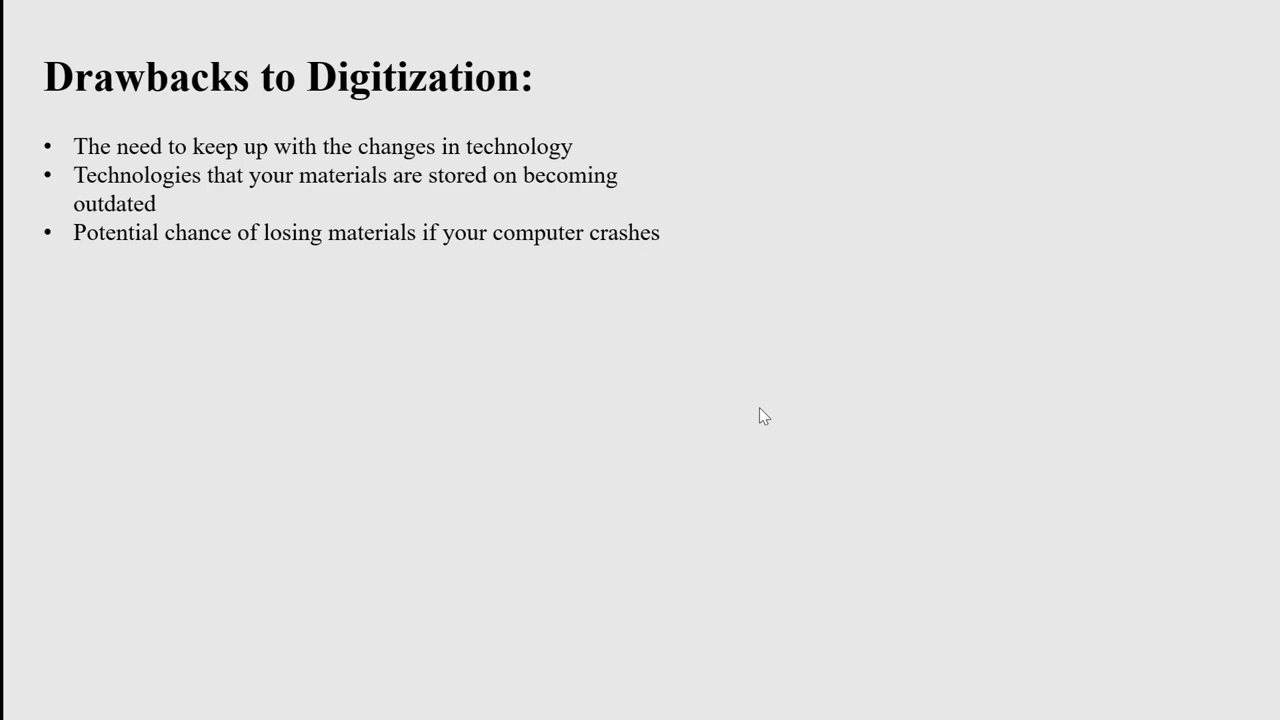 Drawbacks to Digitization:
• The need to keep up with the changes in technology
• Technologies that your materials are stored on becoming
outdated
• Potential chance of losing materials if your computer crashes